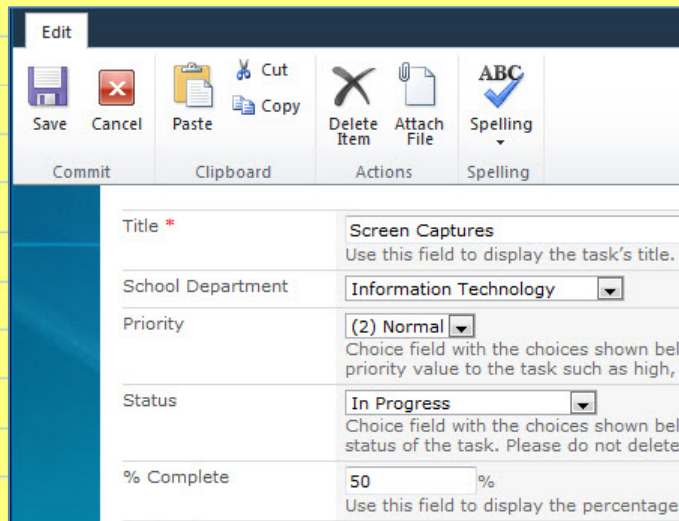 Edit
Save
Cancel
Paste
Cut
Copy
Delete
Item
Attach
File
ABC
Spelling
Commit
Clipboard
Actions
Spelling
Title *
Screen Captures
Use this field to display the task's title.
School Department
Information Technology
Priority
(2) Normal
Choice field with the choices shown bel
priority value to the task such as high,
Status
In Progress
Choice field with the choices shown bel
status of the task. Please do not delete
% Complete
50 %
Use this field to display the percentage